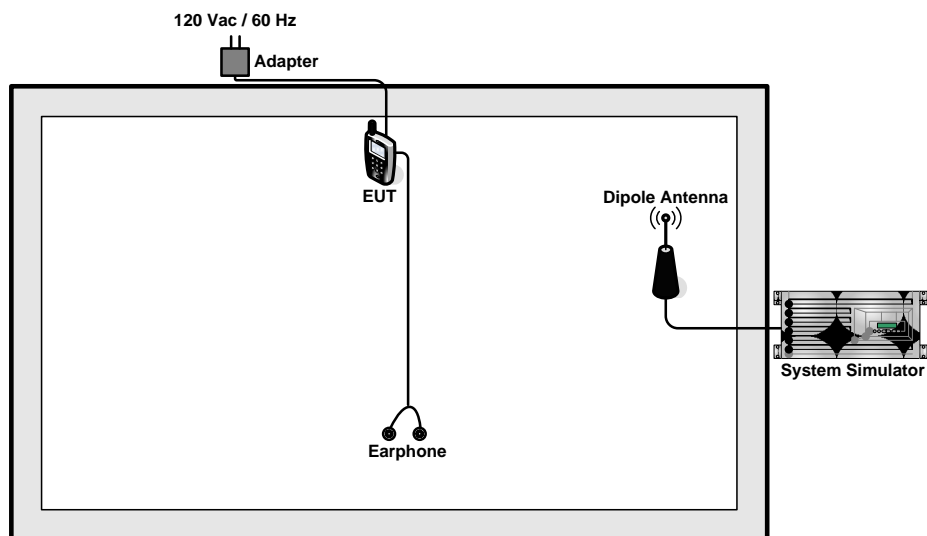 120 Vac / 60 Hz
Adapter
EUT
Dipole Antenna
System Simulator
Earphone